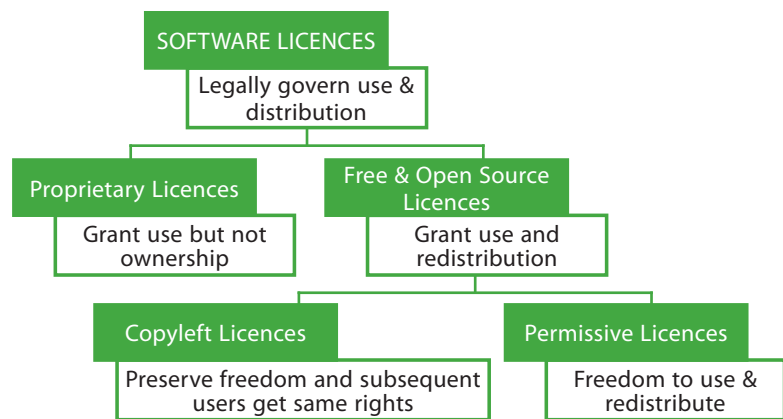 SOFTWARE LICENCES
Legally govern use &
distribution
Proprietary Licences
Grant use but not
ownership
Free & Open Source
Licences
Grant use and
redistribution
Copyleft Licences
Preserve freedom and subsequent
users get same rights
Permissive Licences
Freedom to use &
redistribute